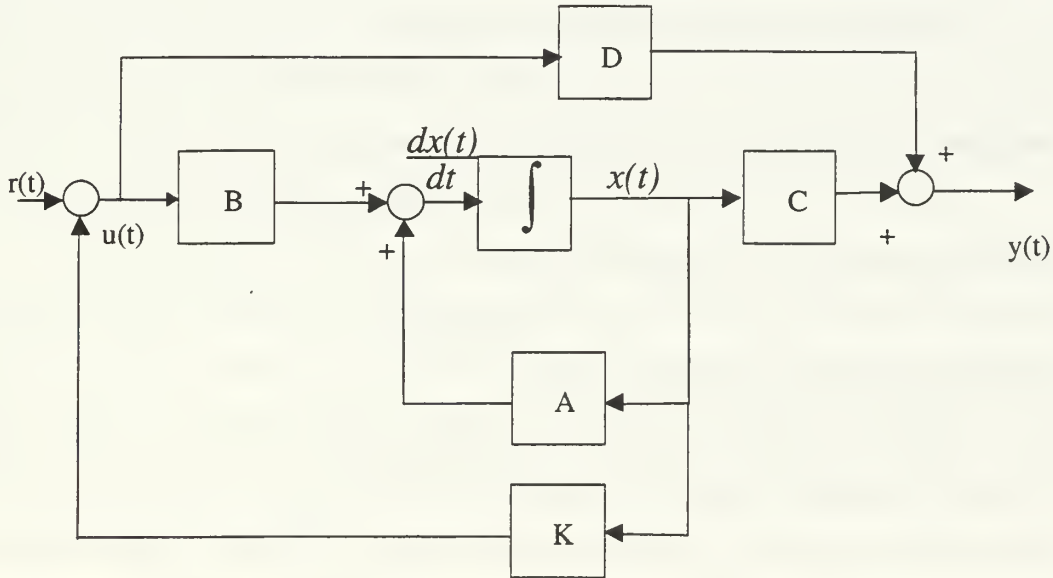 D
dx(t)
dt
∫
x(t)
+
r(t)
B
+
C
+
u(t)
+
+
y(t)
A
K